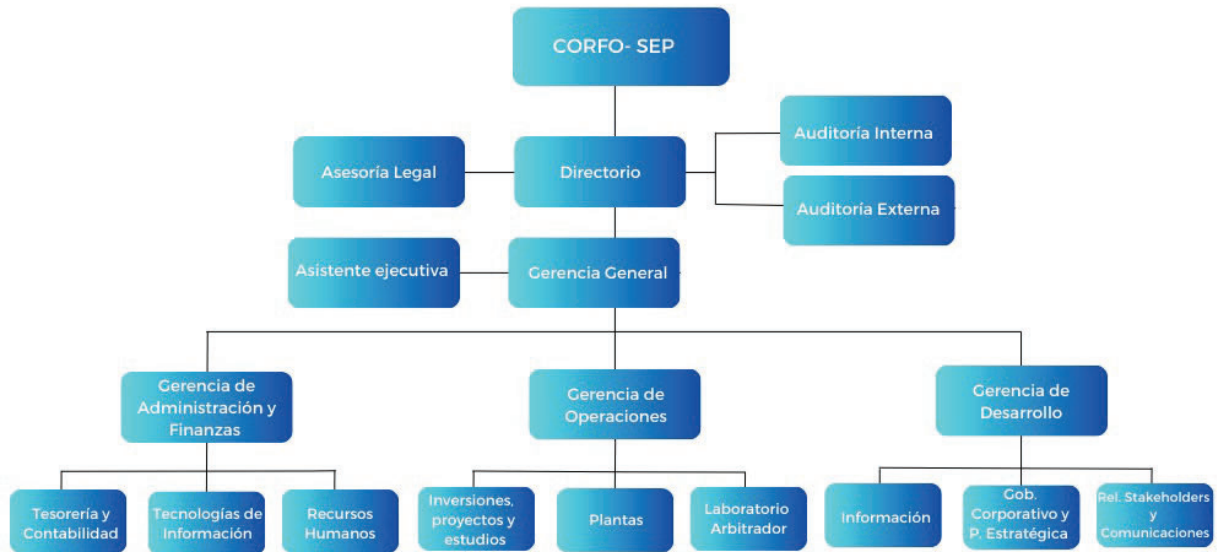 CORFO- SEP
Auditoría Interna
Asesoría Legal
Directorio
Auditoría Externa
Asistente ejecutiva
Gerencia General
Gerencia de
Administración y
Finanzas
Gerencia de
Operaciones
Gerencia de
Desarrollo
Tesorería y
Contabilidad
Tecnologías de
Información
Recursos
Humanos
Inversiones,
proyectos y
estudios
Plantas
Laboratorio
Arbitrador
Información
Gob.
Corporativo y
P. Estratégica
Rel. Stakeholders
y
Comunicaciones